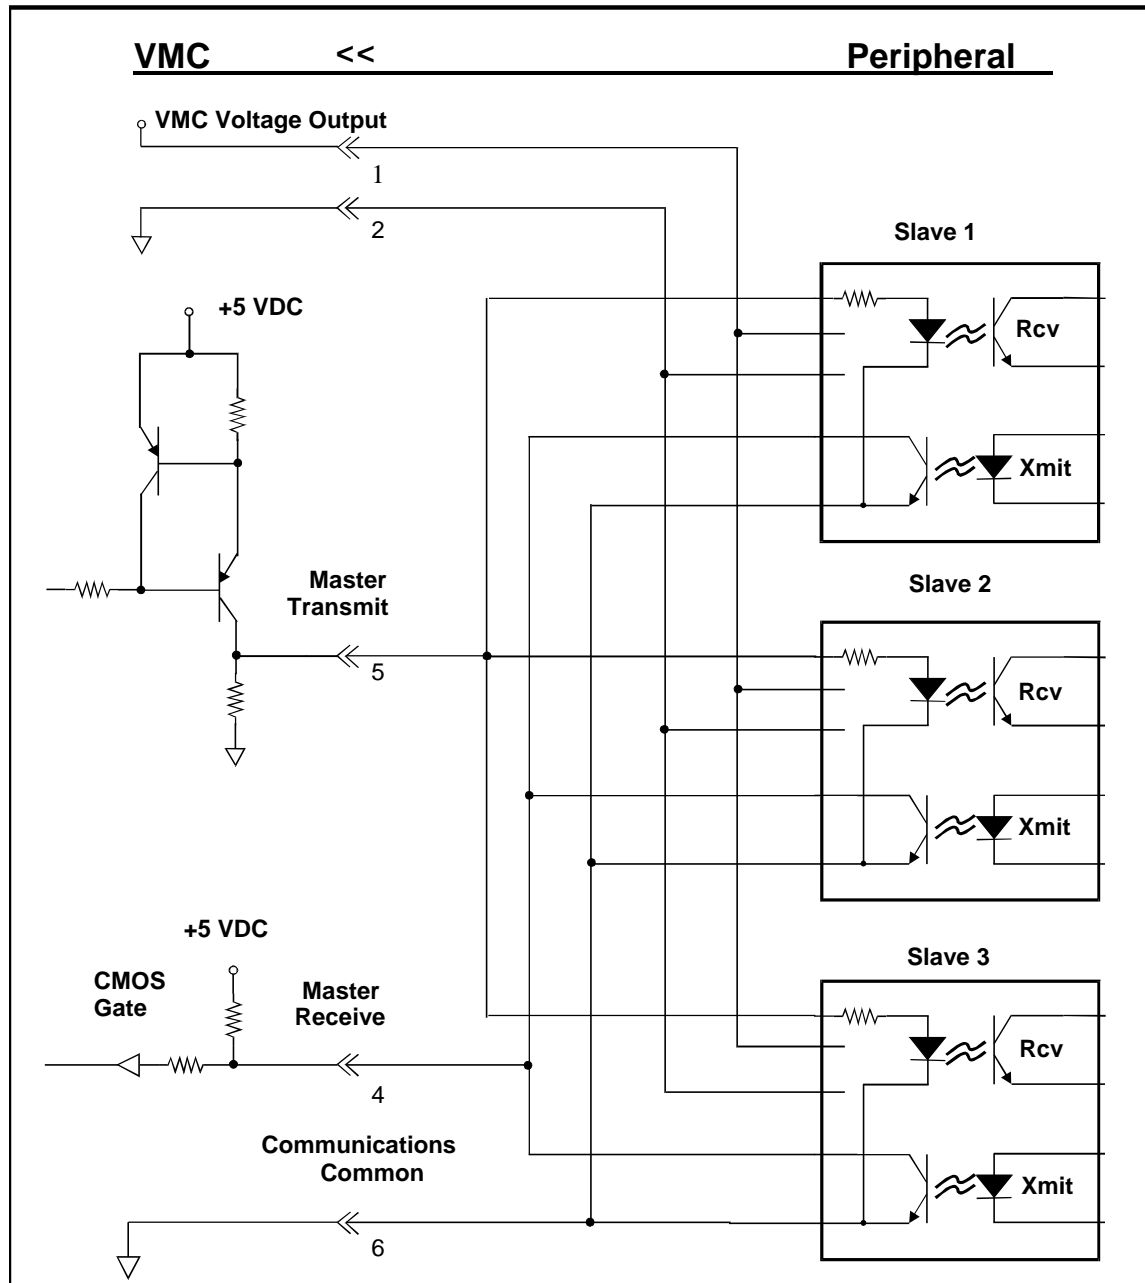 VMC << Peripheral
VMC Voltage Output
1
2
Slave 1
+5 VDC
Rcv
Xmit
Master
Transmit
5
Slave 2
Rcv
Xmit
+5 VDC
CMOS
Gate
Master
Receive
4
Slave 3
Rcv
Communications
Common
6
Xmit